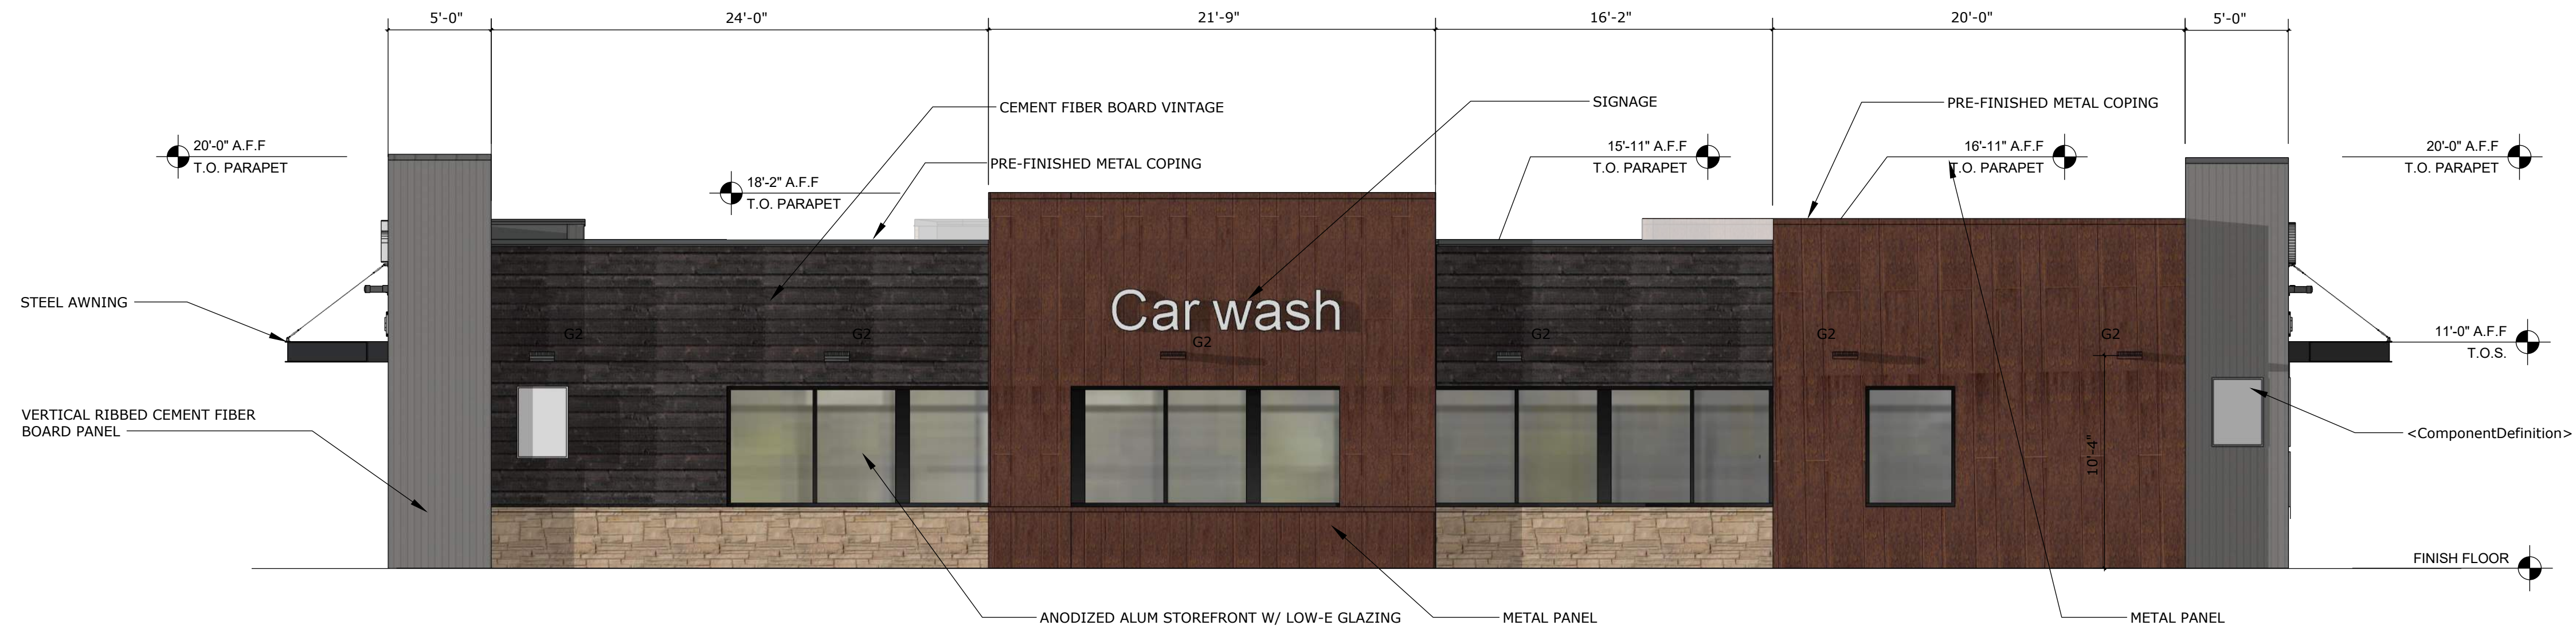 5'-0"
24'-0"
21'-9"
16'-2"
20'-0"
5'-0"
CEMENT FIBER BOARD VINTAGE
SIGNAGE
PRE-FINISHED METAL COPING
20'-0" A.F.F
T.O. PARAPET
PRE-FINISHED METAL COPING
15'-11" A.F.F
T.O. PARAPET
16'-11" A.F.F
T.O. PARAPET
20'-0" A.F.F
T.O. PARAPET
18'-2" A.F.F
T.O. PARAPET
STEEL AWNING
Car wash
G2
G2
G2
G2
G2
G2
11'-0" A.F.F
T.O.S.
VERTICAL RIBBED CEMENT FIBER
BOARD PANEL
10'-4"
<ComponentDefinition>
FINISH FLOOR
ANODIZED ALUM STOREFRONT W/ LOW-E GLAZING
METAL PANEL
METAL PANEL